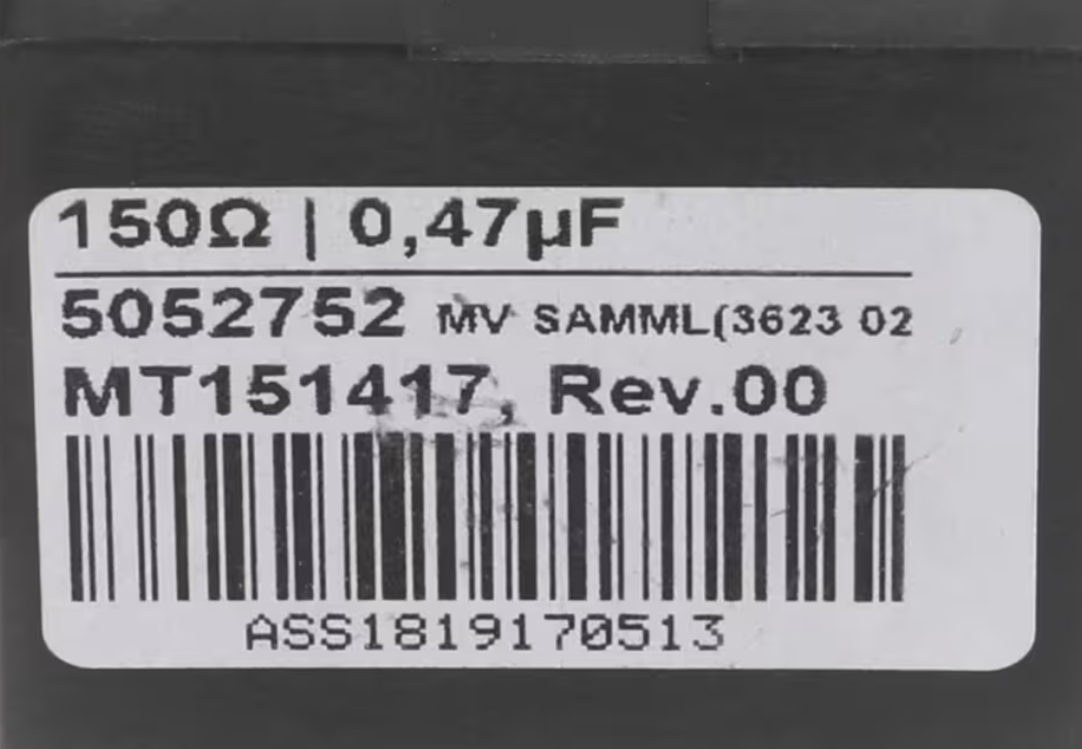 150Ω | 0,47µF
5052752 MV SAMML(3623 02
MT151417, Rev.00
ASS1819170513